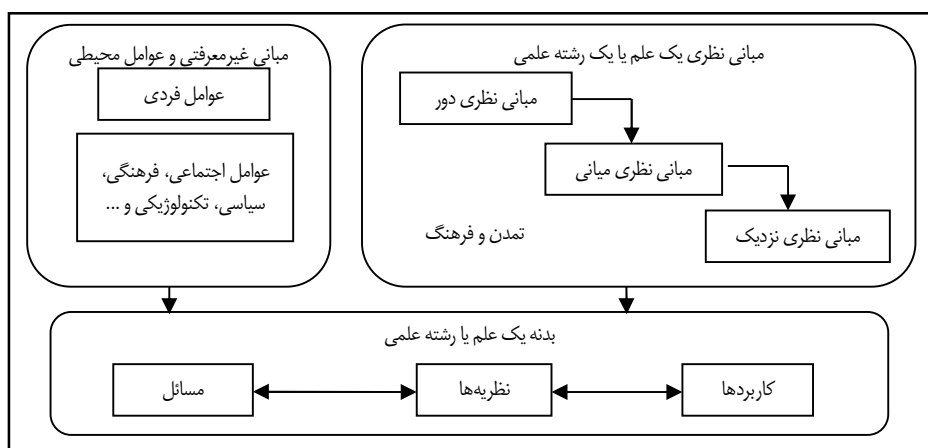 مبانی نظری یک علم یا یک رشته علمی
مبانی نظری دور
مبانی نظری میانی
مبانی نظری نزدیک
تمدن و فرهنگ
مبانی غیرمعرفتی و عوامل محیطی
عوامل فردی
عوامل اجتماعی، فرهنگی،
سیاسی، تکنولوژیکی و ...
بدنه یک علم یا رشته علمی
کاربردها
نظریه‌ها
مسائل